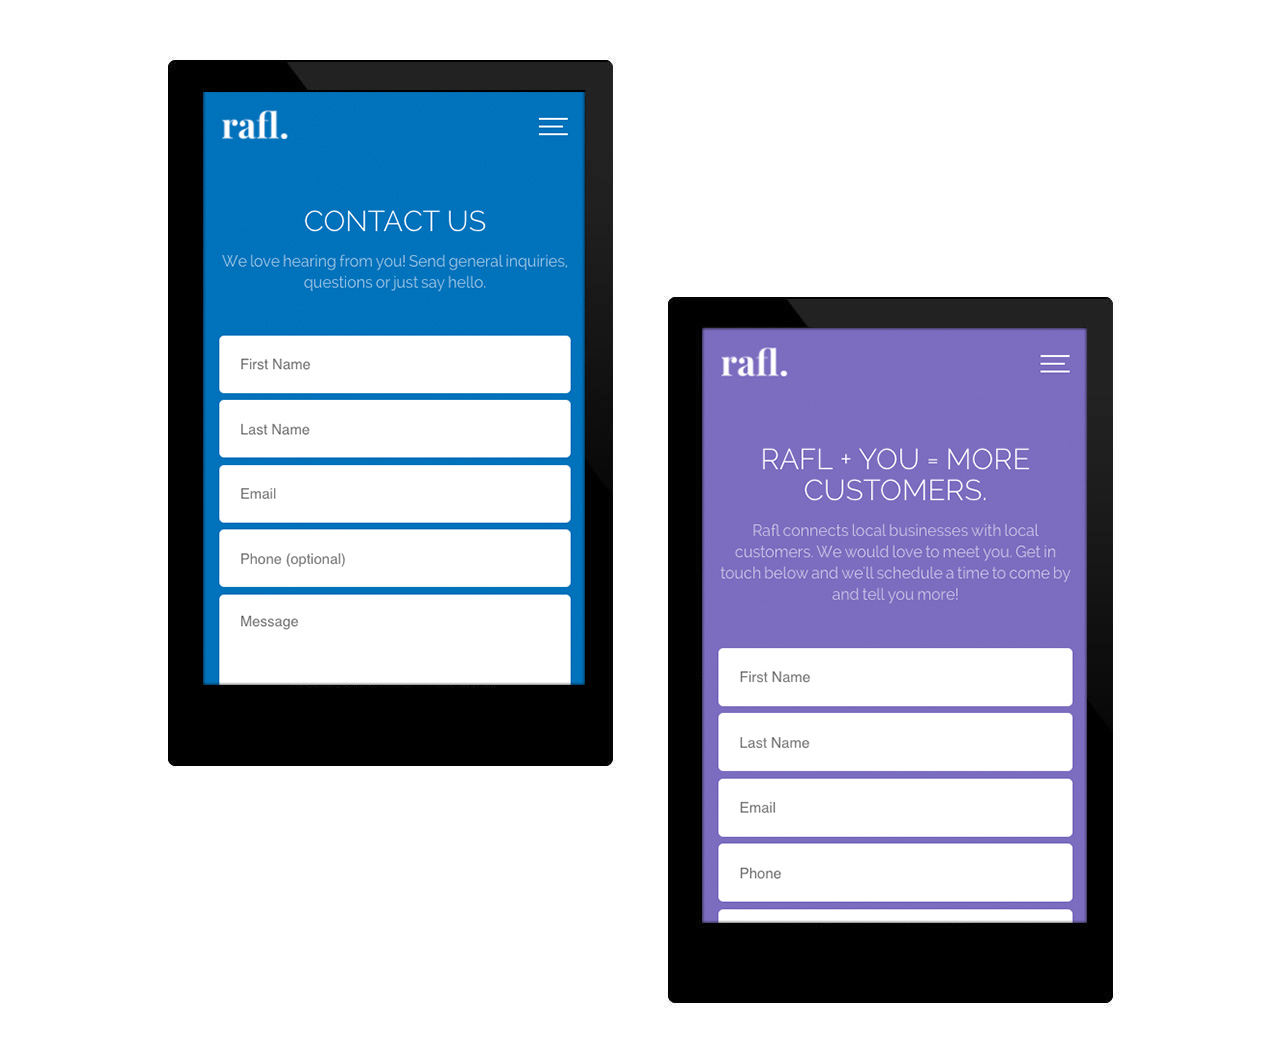 rafl.
CONTACT US
We love hearing from you! Send general inquiries,
questions or just say hello.
First Name
Last Name
Email
Phone (optional)
Message
rafl.
RAFL + YOU = MORE
CUSTOMERS.
Rafl connects local businesses with local
customers. We would love to meet you. Get in
touch below and we'll schedule a time to come by
and tell you more!
First Name
Last Name
Email
Phone